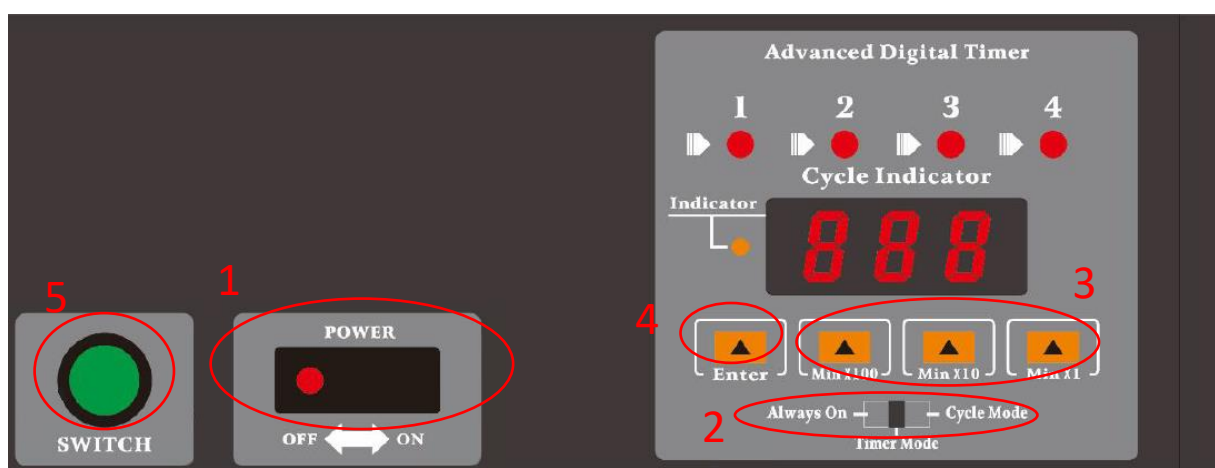 Advanced Digital Timer
1 2 3 4
Cycle Indicator
Indicator
888
5
1
4
3
POWER
Enter Min X100 Min X10 Min X1
2
Always On Cycle Mode
Timer Mode
SWITCH
OFF ON